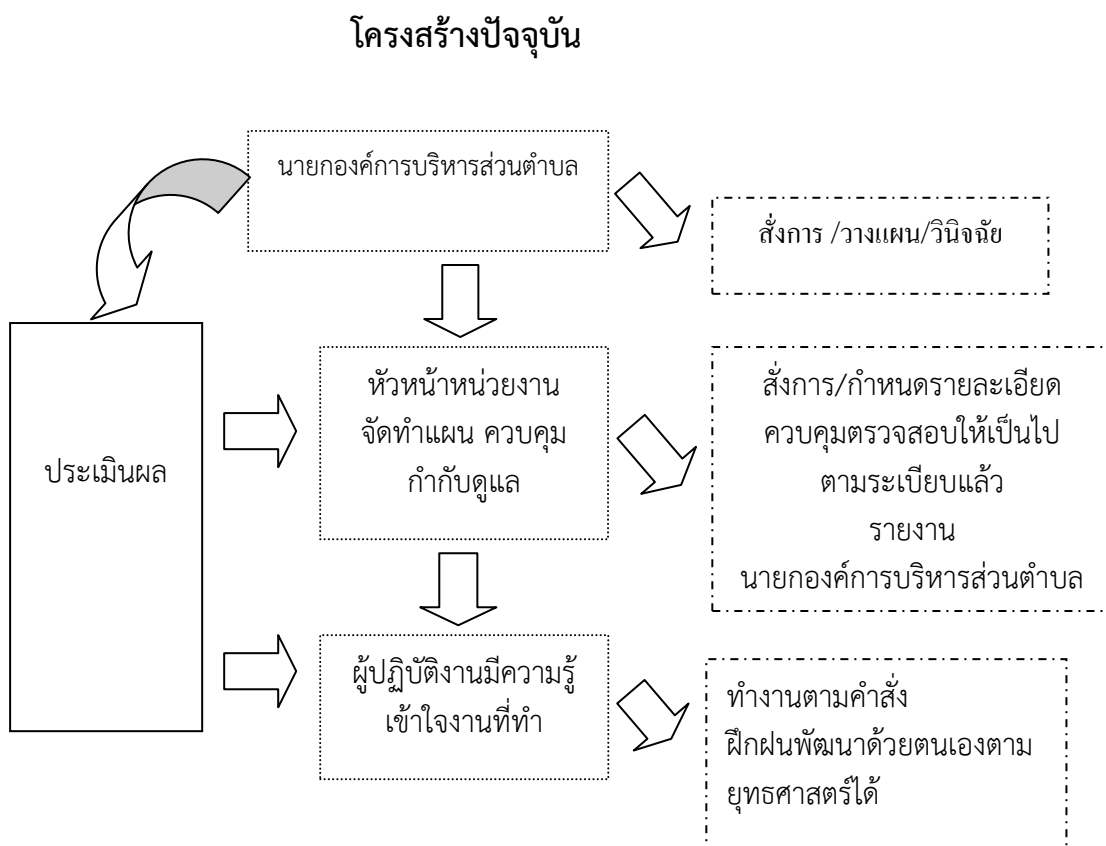 โครงสร้างปัจจุบัน
นายกองค์การบริหารส่วนตำบล
สั่งการ /วางแผน/วินิจฉัย
ประเมินผล
หัวหน้าหน่วยงาน
จัดทำแผน ควบคุม
กำกับดูแล
สั่งการ/กำหนดรายละเอียด
ควบคุมตรวจสอบให้เป็นไป
ตามระเบียบแล้ว
รายงาน
นายกองค์การบริหารส่วนตำบล
ผู้ปฏิบัติงานมีความรู้
เข้าใจงานที่ทำ
ทำงานตามคำสั่ง
ฝึกฝนพัฒนาด้วยตนเองตาม
ยุทธศาสตร์ได้